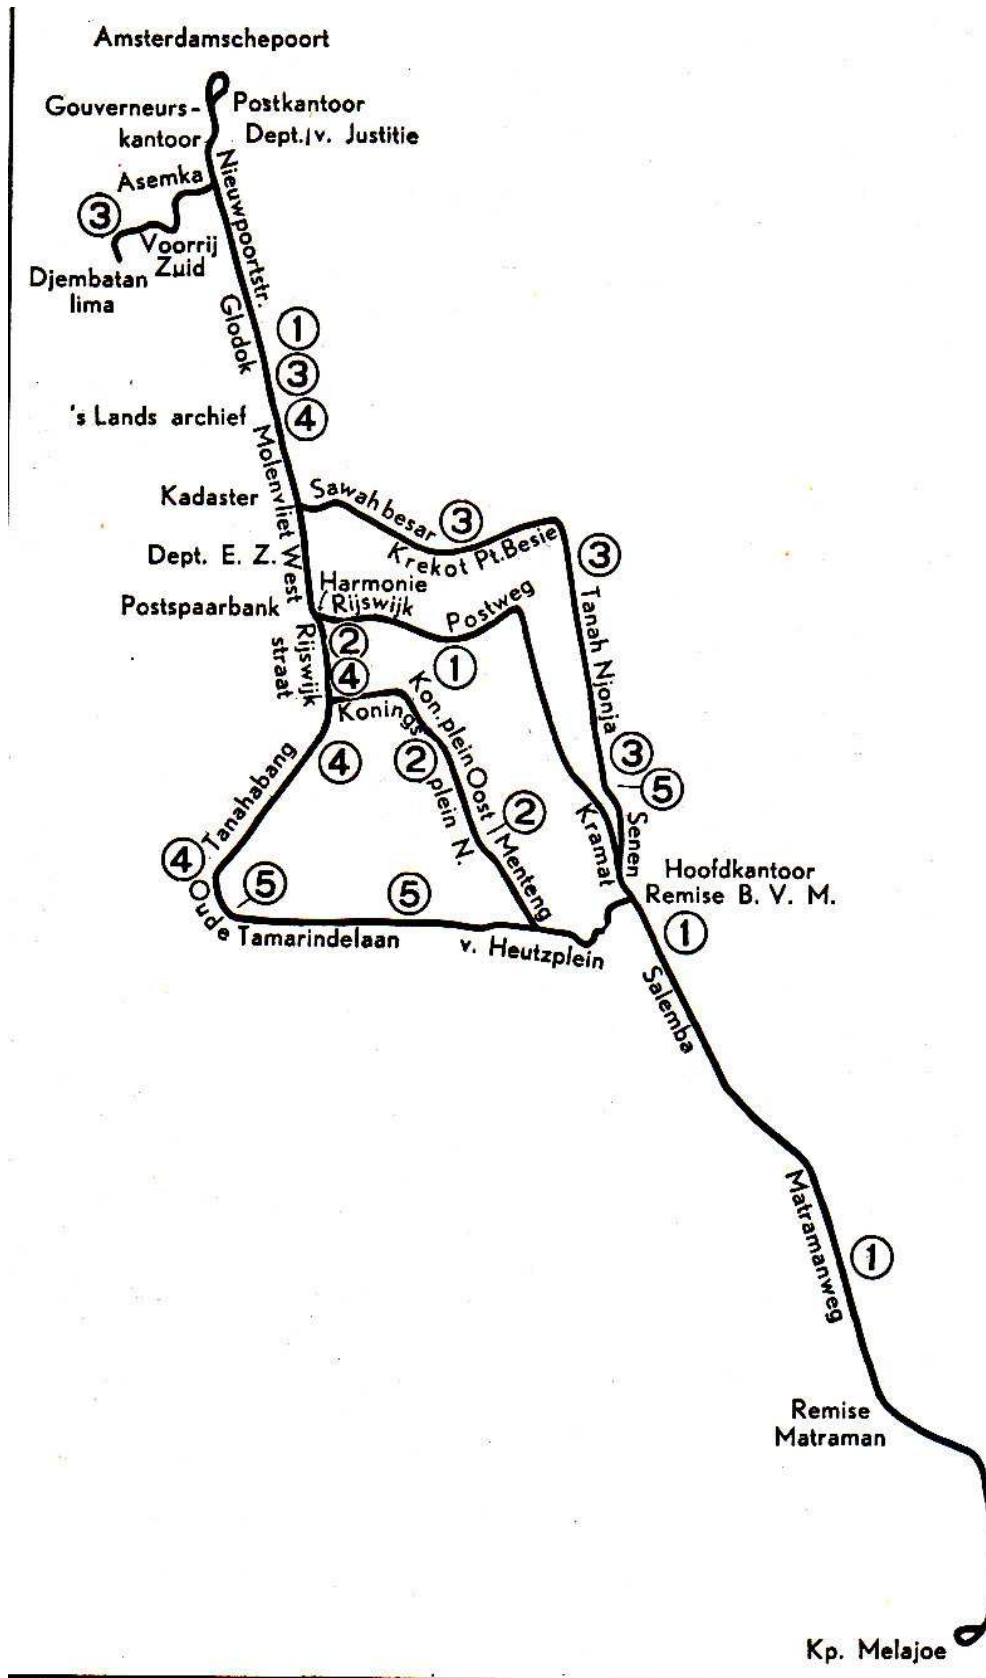 Amsterdamschepoort
Gouverneurs-
kantoor
Postkantoor
Dept. v. Justitie
Asemka
Nieuwpoortstr.
3
Voorrij
Zuid
Djembatan
lima
Glodok
1
3
4
's Lands archief
Molenvliet West
Kadaster
Sawah besar
3
Krekot Pt. Besie
3
Dept. E. Z.
Harmonie
Postspaarbank
Rijswijk
Postweg
Tanah Njonja
Rijswijk
straat
2
4
1
Konings
plein N.
Kon. plein Oost
2
4
Tanahabang
2
Menteng
3
5
Senen
Kramat
4
Oude
5
5
Tamarindelaan
v. Heutzplein
Hoofdkantoor
Remise B. V. M.
1
Salemba
Matramanweg
1
Remise
Matraman
Kp. Melajoe